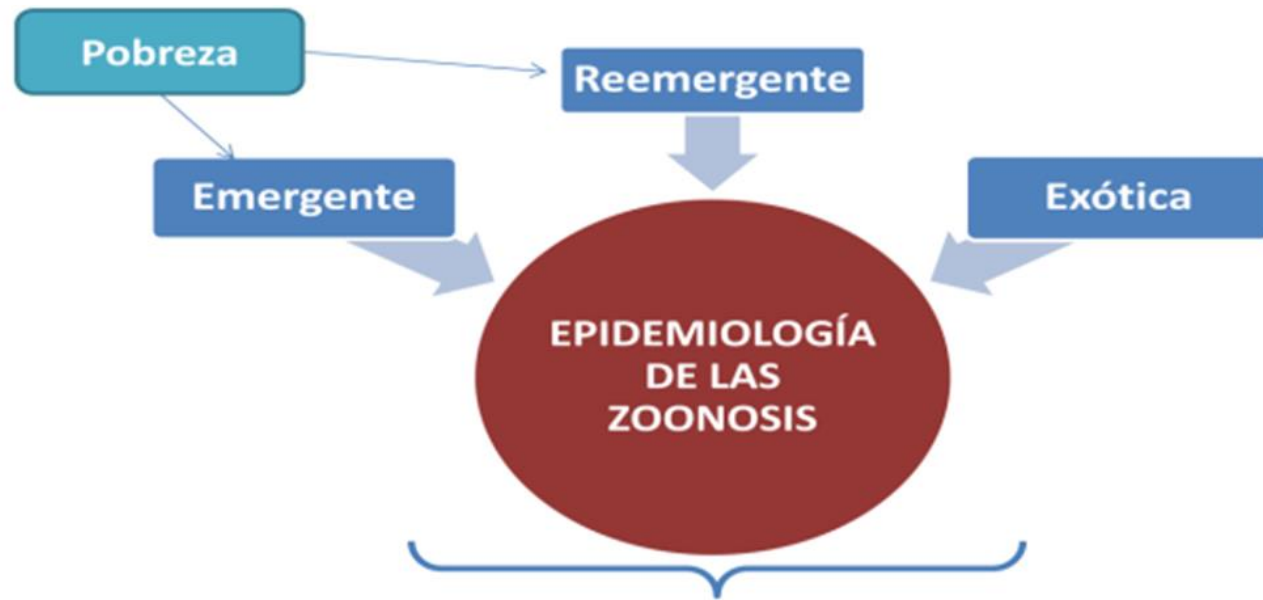 Pobreza
Reemergente
Emergente
Exótica
EPIDEMIOLOGÍA
DE LAS
ZOONOSIS